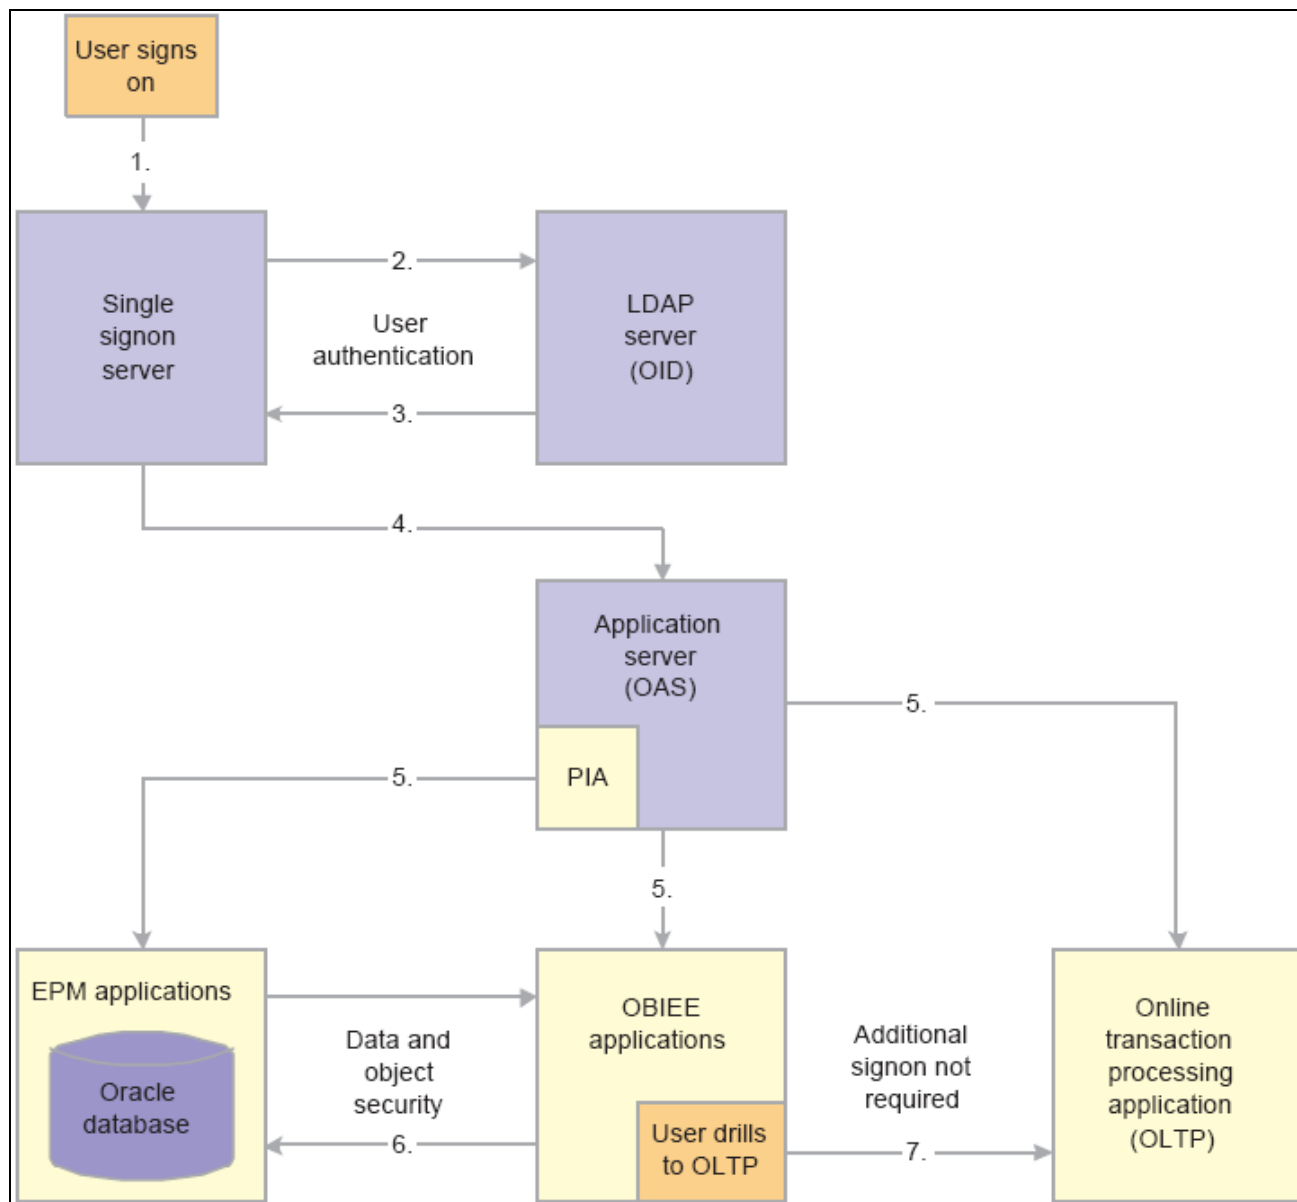 User signs
on
1.
2.
Single
signon
server
User
authentication
LDAP
server
(OID)
3.
4.
Application
server
(OAS)
5.
PIA
5.
5.
EPM applications
Oracle
database
Data and
object
security
6.
OBIEE
applications
User drills
to OLTP
Additional
signon not
required
7.
Online
transaction
processing
application
(OLTP)